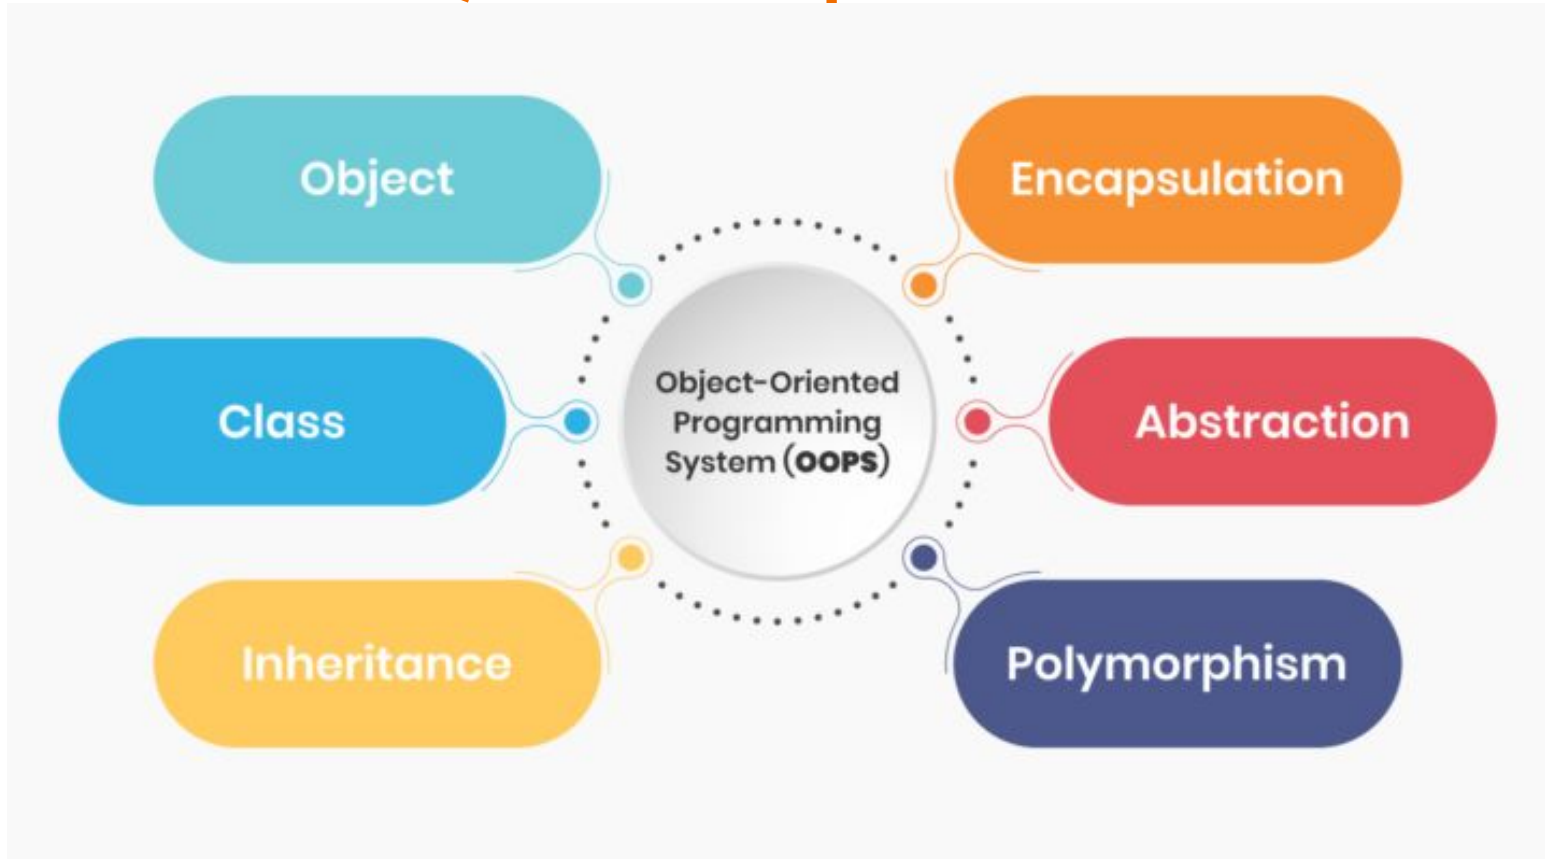 Object
Class
Inheritance
Object-Oriented
Programming
System (OOPS)
Encapsulation
Abstraction
Polymorphism